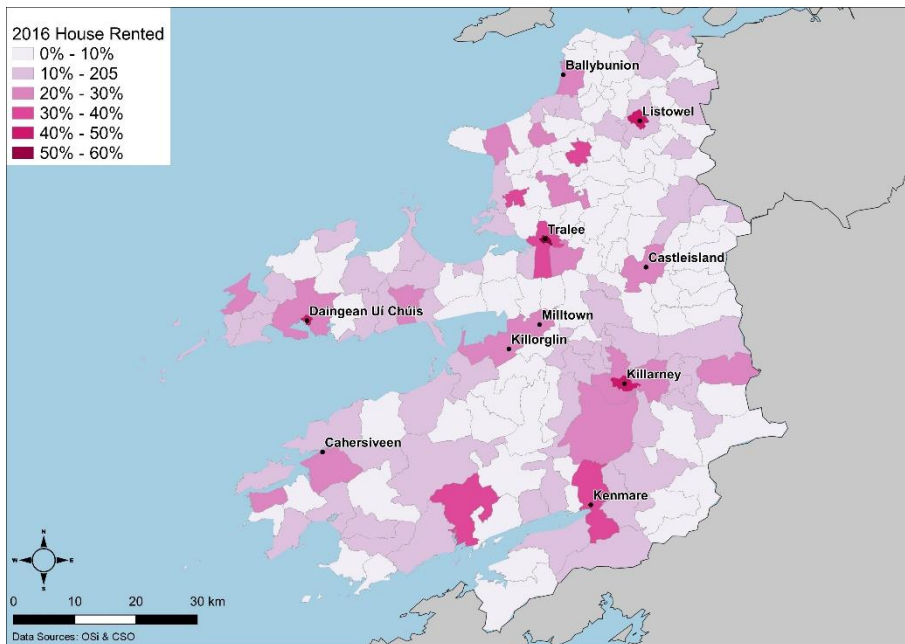 2016 House Rented
0% - 10%
10% - 205
20% - 30%
30% - 40%
40% - 50%
50% - 60%
Ballybunion
Listowel
Tralee
Castleisland
Daingean Uí Chúis
Milltown
Killorglin
Killarney
Cahersiveen
Kenmare
N
W
E
S
0 10 20 30 km
Data Sources: OSi & CSO